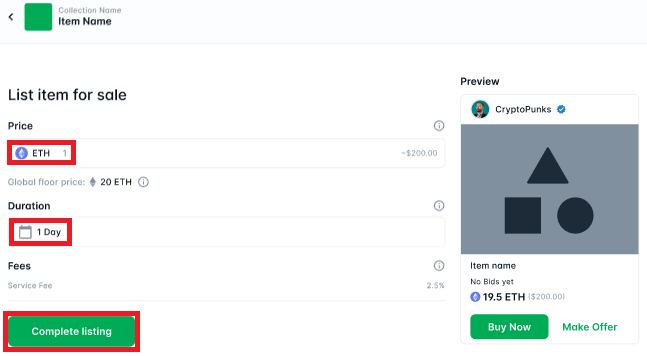 Collection Name
Item Name
List item for sale
Price
ETH 1 ~$200.00
Global floor price: 20 ETH
Duration
1 Day
Fees
Service Fee 2.5%
Complete listing
Preview
CryptoPunks
Item name
No Bids yet
19.5 ETH ($200.00)
Buy Now Make Offer